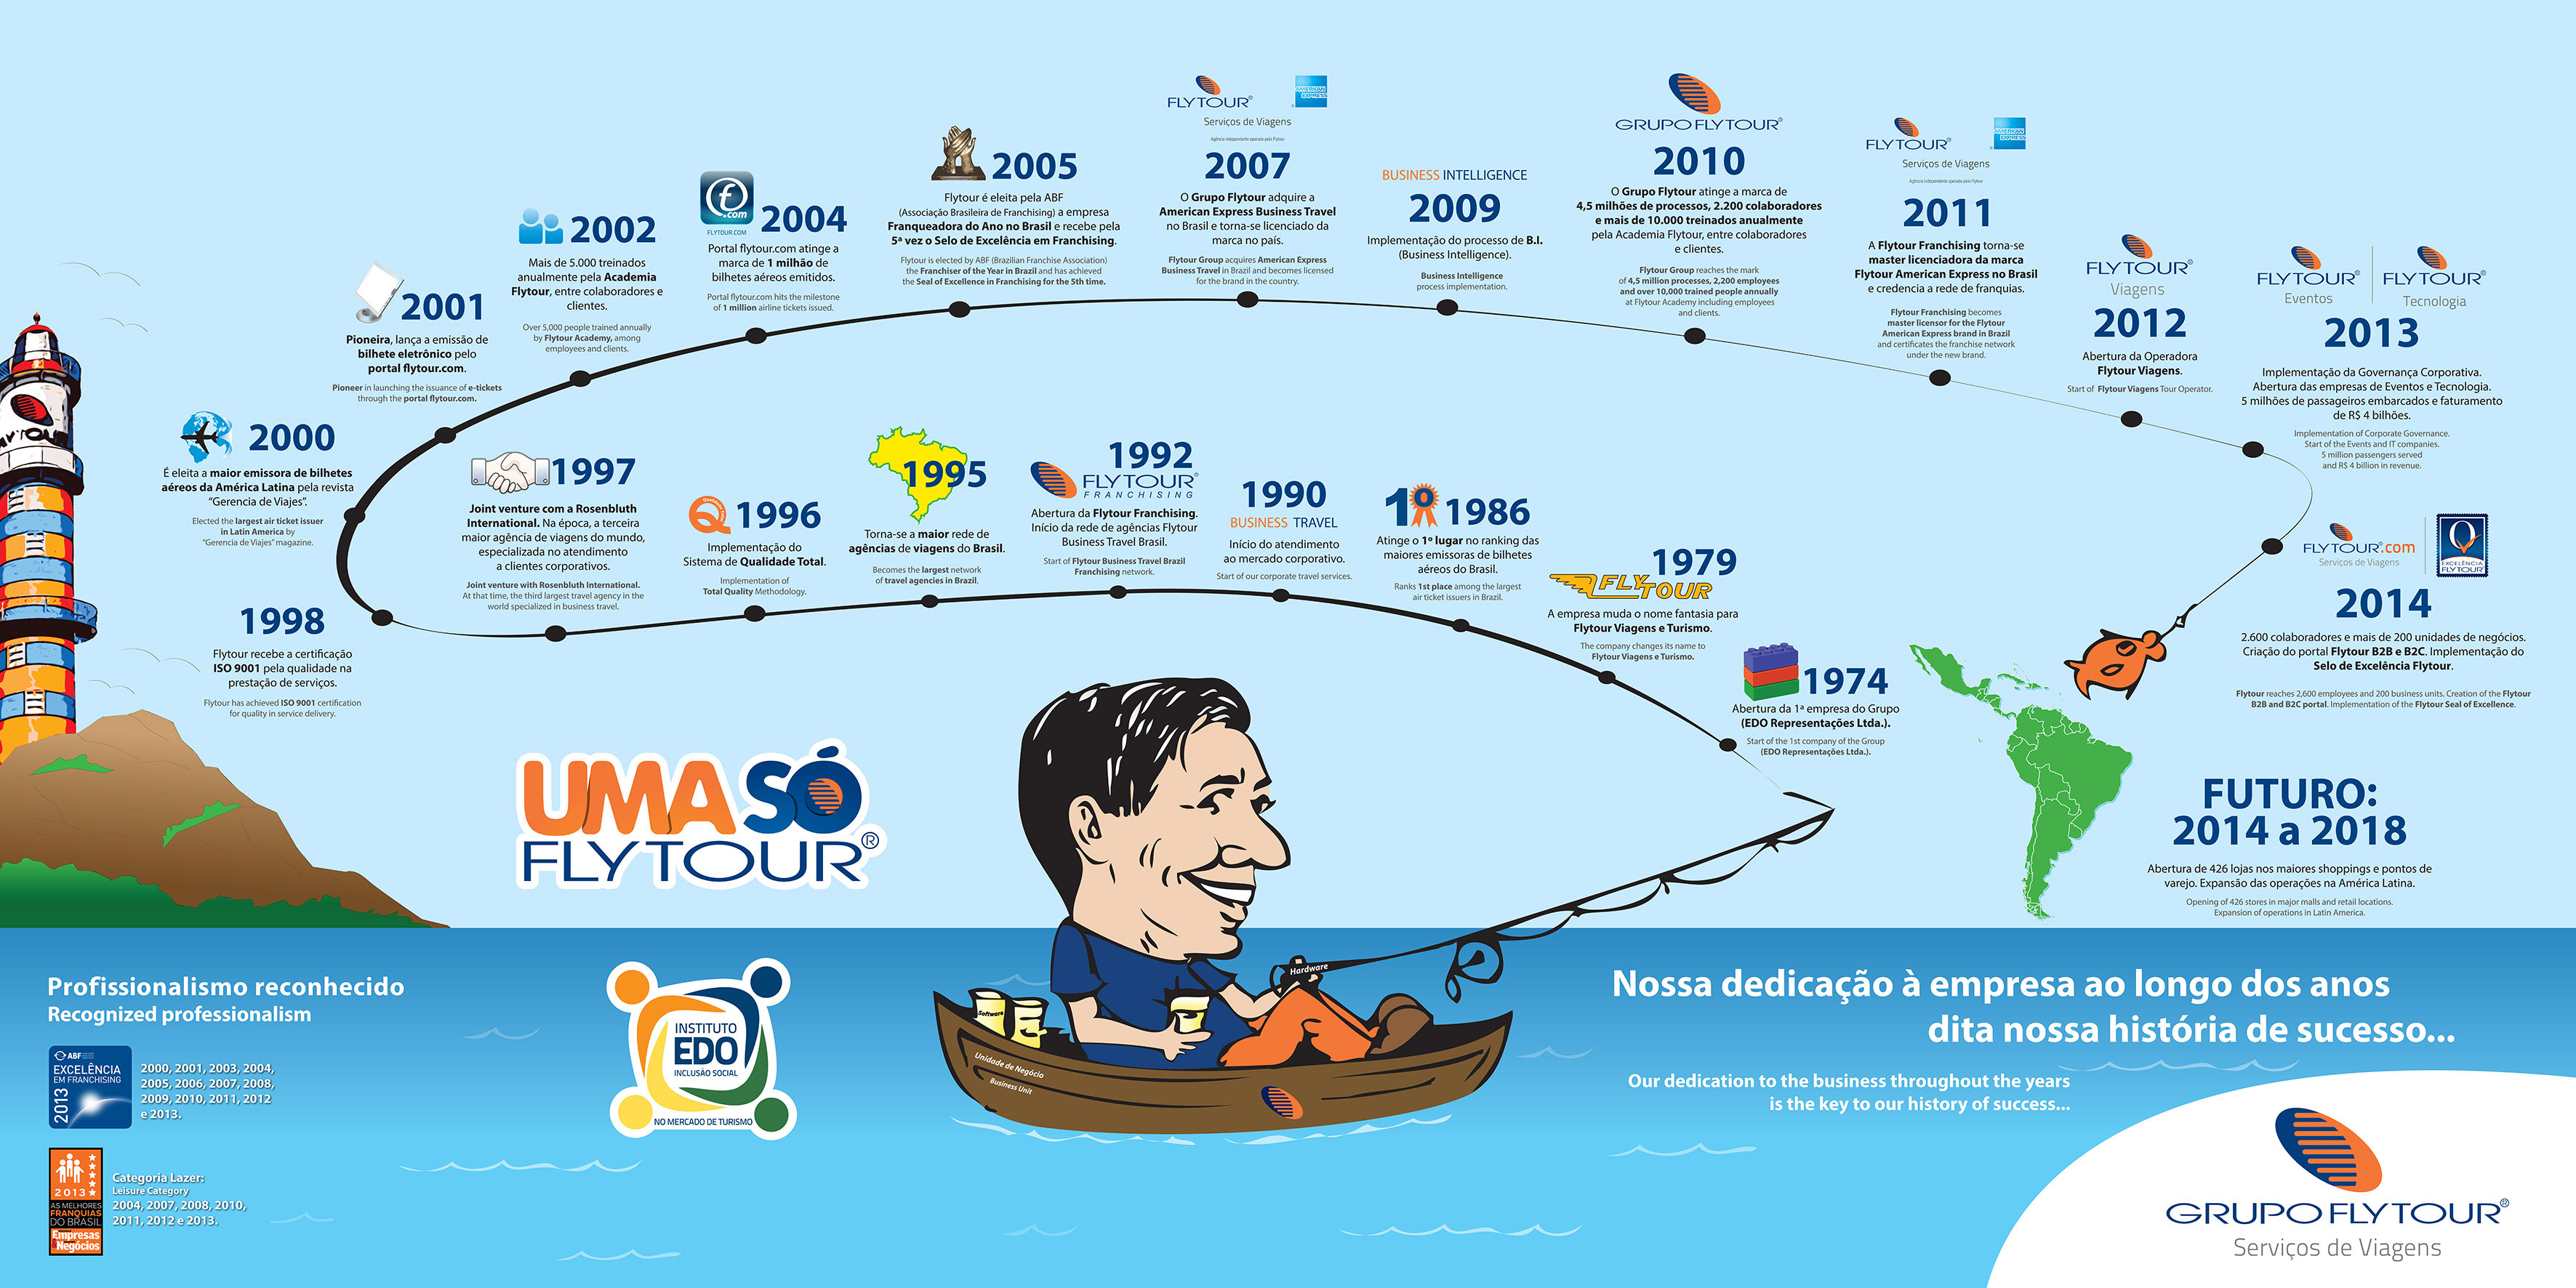 FLYTOUR
1974
Abertura da 1ª empresa do Grupo
(EDO Representações Ltda.).
Start of the 1st company of the Group
(EDO Representações Ltda.).
1979
FLY
TOUR
A empresa muda o nome fantasia para
Flytour Viagens e Turismo.
The company changes its name to
Flytour Viagens e Turismo.
1º 1986
Atinge o 1º lugar no ranking das
maiores emissoras de bilhetes
aéreos do Brasil.
Ranks 1st place among the largest
air ticket issuers in Brazil.
1990
BUSINESS TRAVEL
Início do atendimento
ao mercado corporativo.
Start of our corporate travel services.
1992
FLYTOUR®
FRANCHISING
Abertura da Flytour Franchising.
Início da rede de agências Flytour
Business Travel Brasil.
Start of Flytour Business Travel Brazil
Franchising network.
1995
Torna-se a maior rede de
agências de viagens do Brasil.
Becomes the largest network
of travel agencies in Brazil.
1996
Implementação do
Sistema de Qualidade Total.
Implementation of
Total Quality Methodology.
1997
Joint venture com a Rosenbluth
International. Na época, a terceira
maior agência de viagens do mundo,
especializada no atendimento
a clientes corporativos.
Joint venture with Rosenbluth International.
At that time, the third largest travel agency in the
world specialized in business travel.
1998
Flytour recebe a certificação
ISO 9001 pela qualidade na
prestação de serviços.
Flytour has achieved ISO 9001 certification
for quality in service delivery.
2000
É eleita a maior emissora de bilhetes
aéreos da América Latina pela revista
"Gerencia de Viajes".
Elected the largest air ticket issuer
in Latin America by
"Gerencia de Viajes" magazine.
2001
Pioneira, lança a emissão de
bilhete eletrônico pelo
portal flytour.com.
Pioneer in launching the issuance of e-tickets
through the portal flytour.com.
2002
Mais de 5.000 treinados
anualmente pela Academia
Flytour, entre colaboradores e
clientes.
Over 5,000 people trained annually
by Flytour Academy, among
employees and clients.
.com
FLYTOUR.COM
2004
Portal flytour.com atinge a
marca de 1 milhão de
bilhetes aéreos emitidos.
Portal flytour.com hits the milestone
of 1 million airline tickets issued.
2005
Flytour é eleita pela ABF
(Associação Brasileira de Franchising) a empresa
Franqueadora do Ano no Brasil e recebe pela
5ª vez o Selo de Excelência em Franchising.
Flytour is elected by ABF (Brazilian Franchise Association)
the Franchiser of the Year in Brazil and has achieved
the Seal of Excellence in Franchising for the 5th time.
FLYTOUR®
AMERICAN EXPRESS
Serviços de Viagens
Agência independente operada pela Flytour
2007
O Grupo Flytour adquire a
American Express Business Travel
no Brasil e torna-se licenciado da
marca no país.
Flytour Group acquires American Express
Business Travel in Brazil and becomes licensed
for the brand in the country.
BUSINESS INTELLIGENCE
2009
Implementação do processo de B.I.
(Business Intelligence).
Business Intelligence
process implementation.
GRUPO FLYTOUR®
2010
O Grupo Flytour atinge a marca de
4,5 milhões de processos, 2.200 colaboradores
e mais de 10.000 treinados anualmente
pela Academia Flytour, entre colaboradores
e clientes.
Flytour Group reaches the mark
of 4,5 million processes, 2,200 employees
and over 10,000 trained people annually
at Flytour Academy including employees
and clients.
FLYTOUR®
AMERICAN EXPRESS
Serviços de Viagens
Agência independente operada pela Flytour
2011
A Flytour Franchising torna-se
master licenciadora da marca
Flytour American Express no Brasil
e credencia a rede de franquias.
Flytour Franchising becomes
master licensor for the Flytour
American Express brand in Brazil
and certificates the franchise network
under the new brand.
FLYTOUR®
Viagens
2012
Abertura da Operadora
Flytour Viagens.
Start of Flytour Viagens Tour Operator.
FLYTOUR®
Eventos
FLYTOUR®
Tecnologia
2013
Implementação da Governança Corporativa.
Abertura das empresas de Eventos e Tecnologia.
5 milhões de passageiros embarcados e faturamento
de R$ 4 bilhões.
Implementation of Corporate Governance.
Start of the Events and IT companies.
5 million passengers served
and R$ 4 billion in revenue.
FLYTOUR.com
Serviços de Viagens
EXCELÊNCIA
FLYTOUR
2014
2.600 colaboradores e mais de 200 unidades de negócios.
Criação do portal Flytour B2B e B2C. Implementação do
Selo de Excelência Flytour.
Flytour reaches 2,600 employees and 200 business units. Creation of the Flytour
B2B and B2C portal. Implementation of the Flytour Seal of Excellence.
FUTURO:
2014 a 2018
Abertura de 426 lojas nos maiores shoppings e pontos de
varejo. Expansão das operações na América Latina.
Opening of 426 stores in major malls and retail locations.
Expansion of operations in Latin America.
UMA SÓ
FLYTOUR®
Hardware
Software
Unidade de Negócio
Business Unit
Profissionalismo reconhecido
Recognized professionalism
ABF
EXCELÊNCIA
EM FRANCHISING
2013
2000, 2001, 2003, 2004,
2005, 2006, 2007, 2008,
2009, 2010, 2011, 2012
e 2013.
2013
AS MELHORES
FRANQUIAS
DO BRASIL
Empresas
&Negócios
Categoria Lazer:
Leisure Category
2004, 2007, 2008, 2010,
2011, 2012 e 2013.
INSTITUTO
EDO
INCLUSÃO SOCIAL
NO MERCADO DE TURISMO
Nossa dedicação à empresa ao longo dos anos
dita nossa história de sucesso...
Our dedication to the business throughout the years
is the key to our history of success...
GRUPO FLYTOUR®
Serviços de Viagens